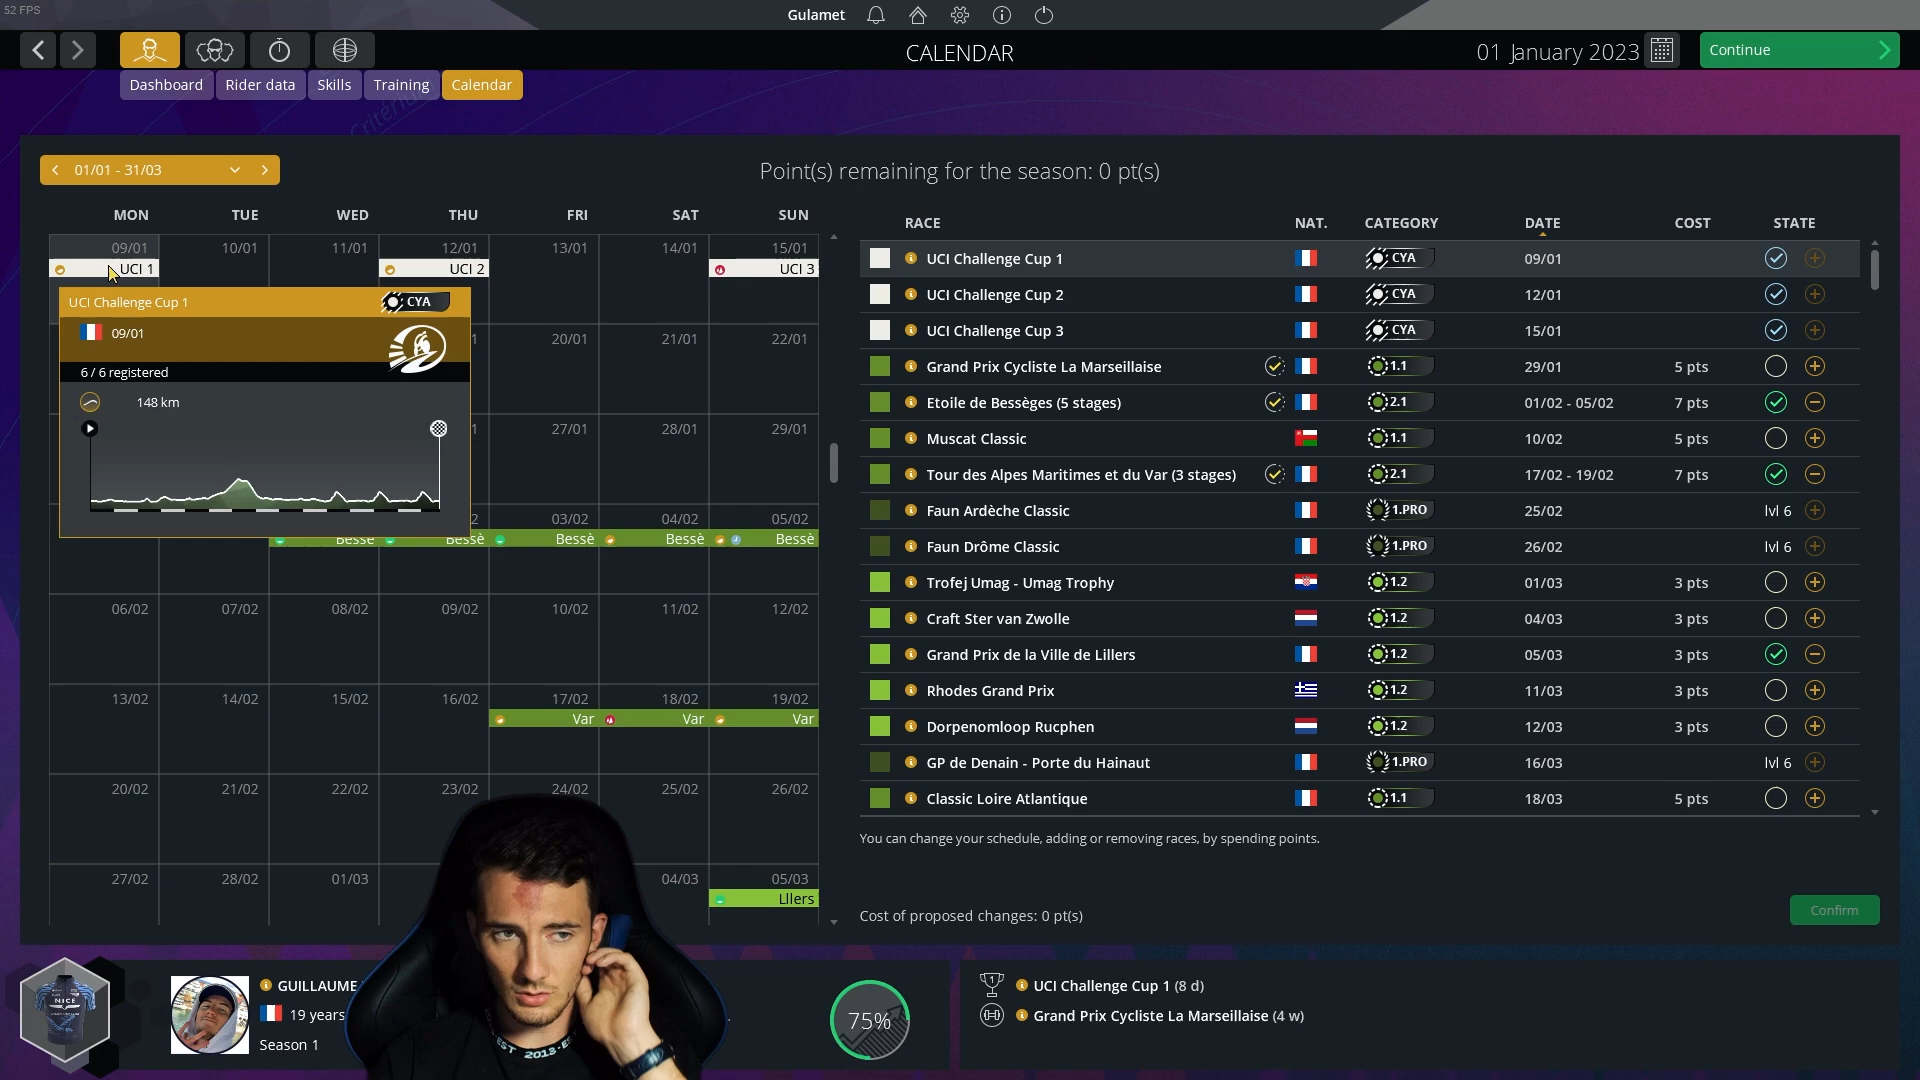 52 FPS
Gulamet
CALENDAR
01 January 2023
Continue
Dashboard
Rider data
Skills
Training
Calendar
01/01 - 31/03
Point(s) remaining for the season: 0 pt(s)
MON TUE WED THU FRI SAT SUN
09/01 10/01 11/01 12/01 13/01 14/01 15/01
UCI 1 UCI 2 UCI 3
UCI Challenge Cup 1 CYA
09/01
6 / 6 registered
148 km
20/01 21/01 22/01
27/01 28/01 29/01
03/02 04/02 05/02
Bessè Bessè Bessè Bessè Bessè
06/02 07/02 08/02 09/02 10/02 11/02 12/02
13/02 14/02 15/02 16/02 17/02 18/02 19/02
Var Var Var
20/02 21/02 22/02 23/02 24/02 25/02 26/02
27/02 28/02 01/03 04/03 05/03
Lllers
RACE NAT. CATEGORY DATE COST STATE
UCI Challenge Cup 1 CYA 09/01
UCI Challenge Cup 2 CYA 12/01
UCI Challenge Cup 3 CYA 15/01
Grand Prix Cycliste La Marseillaise 1.1 29/01 5 pts
Etoile de Bessèges (5 stages) 2.1 01/02 - 05/02 7 pts
Muscat Classic 1.1 10/02 5 pts
Tour des Alpes Maritimes et du Var (3 stages) 2.1 17/02 - 19/02 7 pts
Faun Ardèche Classic 1.PRO 25/02 lvl 6
Faun Drôme Classic 1.PRO 26/02 lvl 6
Trofej Umag - Umag Trophy 1.2 01/03 3 pts
Craft Ster van Zwolle 1.2 04/03 3 pts
Grand Prix de la Ville de Lillers 1.2 05/03 3 pts
Rhodes Grand Prix 1.2 11/03 3 pts
Dorpenomloop Rucphen 1.2 12/03 3 pts
GP de Denain - Porte du Hainaut 1.PRO 16/03 lvl 6
Classic Loire Atlantique 1.1 18/03 5 pts
You can change your schedule, adding or removing races, by spending points.
Cost of proposed changes: 0 pt(s)
Confirm
NICE
GUILLAUME
19 years
Season 1
75%
UCI Challenge Cup 1 (8 d)
Grand Prix Cycliste La Marseillaise (4 w)